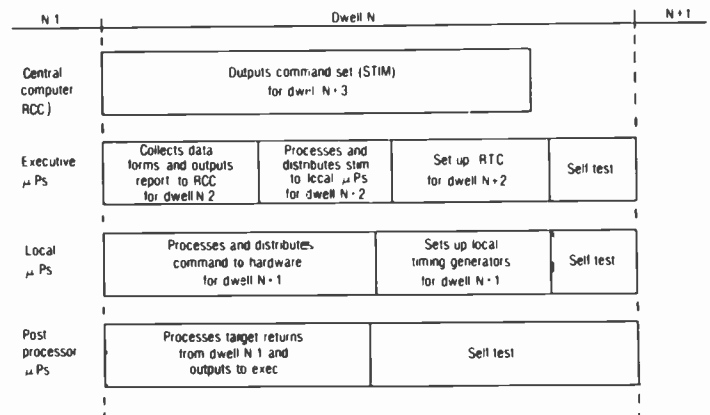 N 1
Dwell N
N + 1
Central
computer
RCC)
Outputs command set (STIM)
for dwell N + 3
Executive
μPs
Collects data
forms and outputs
report to RCC
for dwell N 2
Processes and
distributes stim
to local μPs
for dwell N · 2
Set up RTC
for dwell N+2
Self test
Local
μPs
Processes and distributes
command to hardware
for dwell N · 1
Sets up local
timing generators
for dwell N · 1
Self test
Post
processor
μPs
Processes target returns
from dwell N 1 and
outputs to exec
Self test